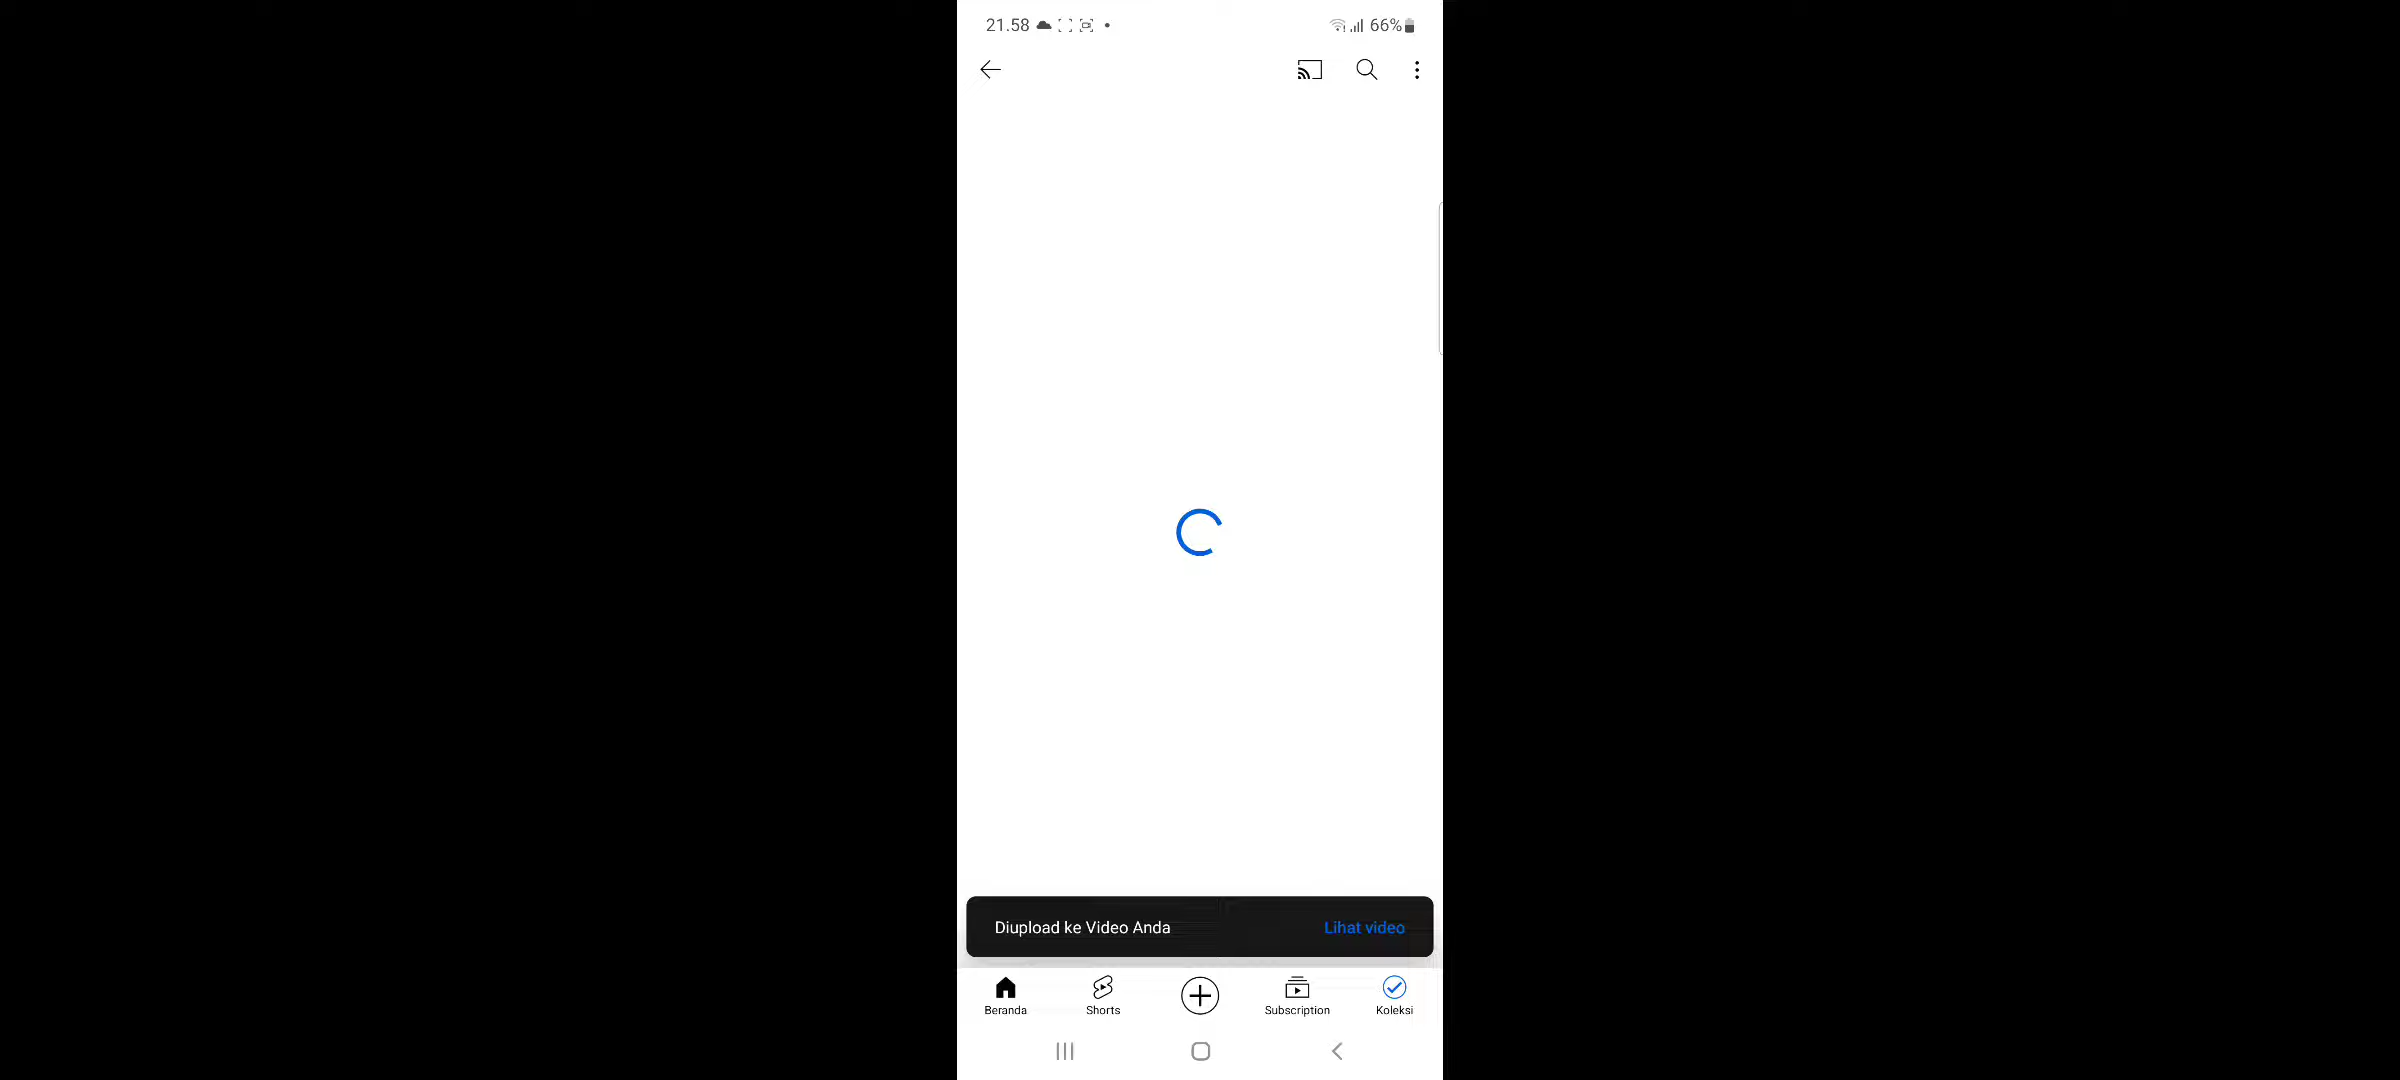 21.58 66%
Diupload ke Video Anda Lihat video
Beranda Shorts Subscription Koleksi